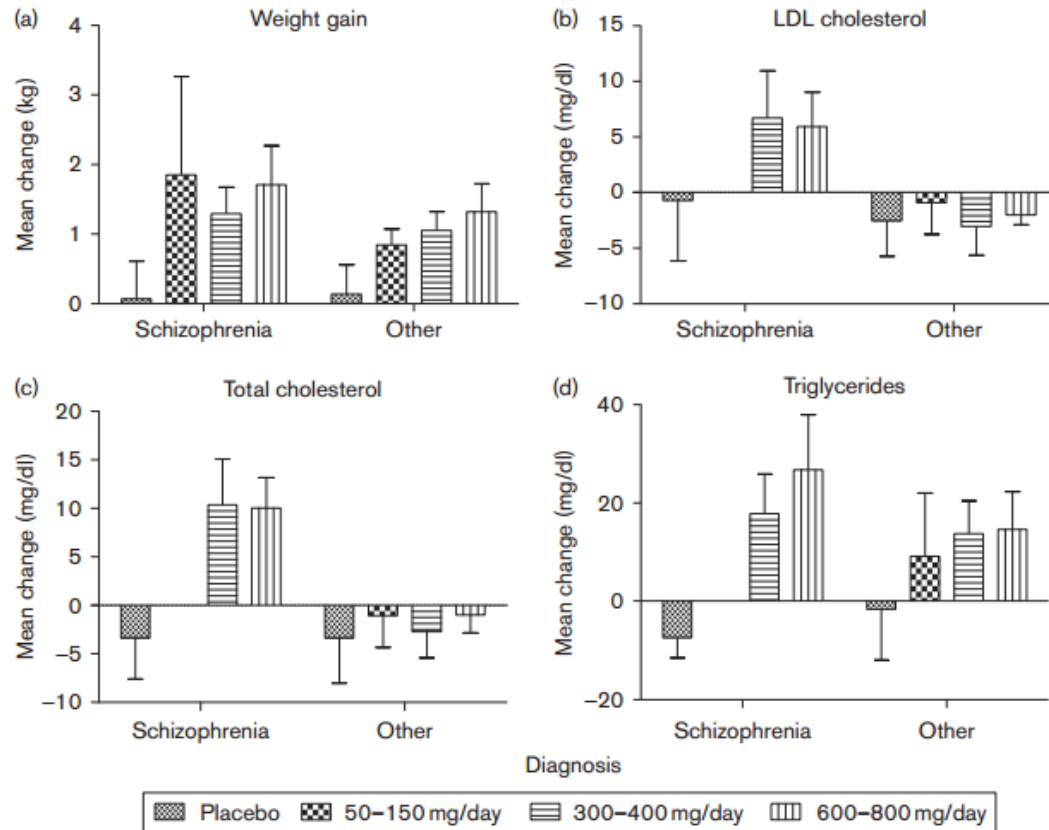 (a) Weight gain
4
3
2
1
0
Mean change (kg)
Schizophrenia Other
(b) LDL cholesterol
15
10
5
0
−5
−10
Mean change (mg/dl)
Schizophrenia Other
(c) Total cholesterol
20
15
10
5
0
−5
−10
Mean change (mg/dl)
Schizophrenia Other
(d) Triglycerides
40
20
0
−20
Mean change (mg/dl)
Schizophrenia Other
Diagnosis
Placebo 50–150 mg/day 300–400 mg/day 600–800 mg/day